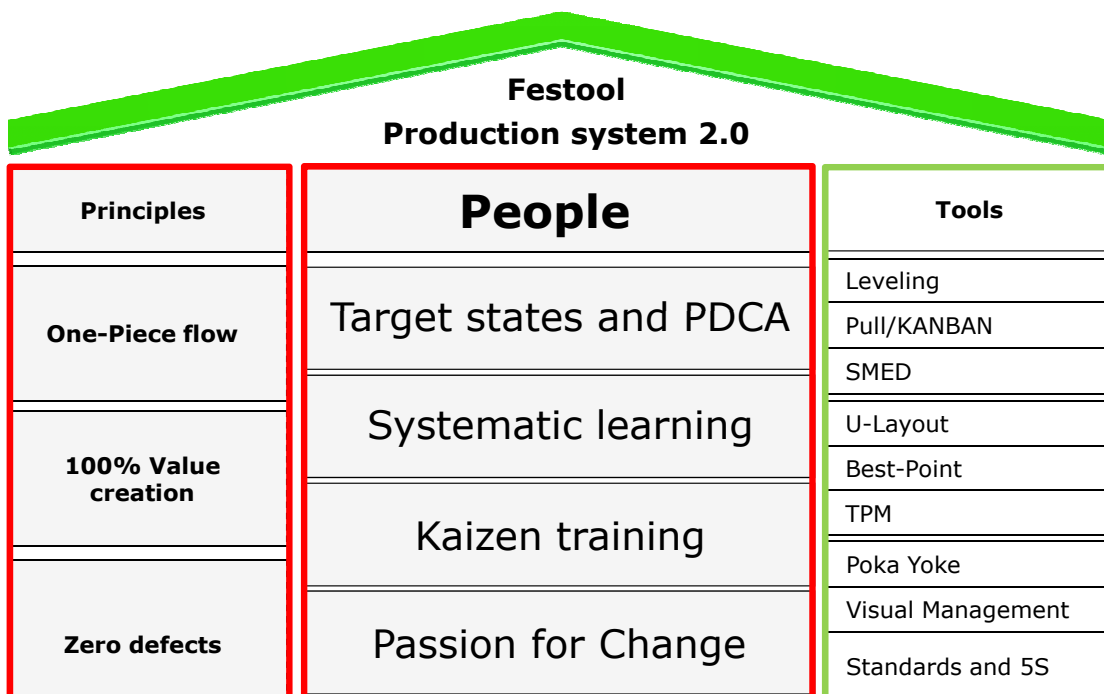 Festool
Production system 2.0
Principles
One-Piece flow
100% Value
creation
Zero defects
People
Target states and PDCA
Systematic learning
Kaizen training
Passion for Change
Tools
Leveling
Pull/KANBAN
SMED
U-Layout
Best-Point
TPM
Poka Yoke
Visual Management
Standards and 5S